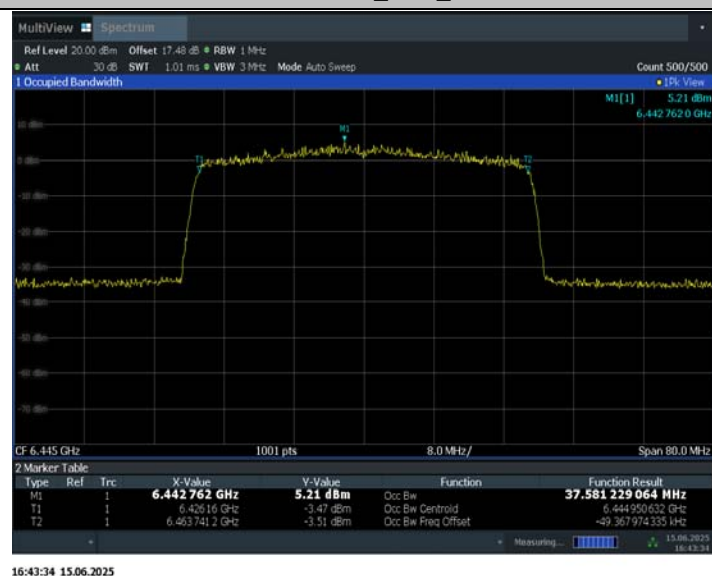 MultiView Spectrum
Ref Level 20.00 dBm Offset 17.48 dB RBW 1 MHz
Att 30 dB SWT 1.01 ms VBW 3 MHz Mode Auto Sweep Count 500/500
1 Occupied Bandwidth 1Pk View
M1[1] 5.21 dBm
6.442 762 0 GHz
10 dBm
M1
0 dBm
T1 T2
-10 dBm
-20 dBm
-30 dBm
-40 dBm
-50 dBm
-60 dBm
-70 dBm
CF 6.445 GHz 1001 pts 8.0 MHz/ Span 80.0 MHz
2 Marker Table
Type Ref Trc X-Value Y-Value Function Function Result
M1 1 6.442 762 GHz 5.21 dBm Occ Bw 37.581 229 064 MHz
T1 1 6.426 16 GHz -3.47 dBm Occ Bw Centroid 6.444 950 632 GHz
T2 1 6.463 741 2 GHz -3.51 dBm Occ Bw Freq Offset -49.367 974 335 kHz
Measuring... 15.06.2025
16:43:34
16:43:34 15.06.2025